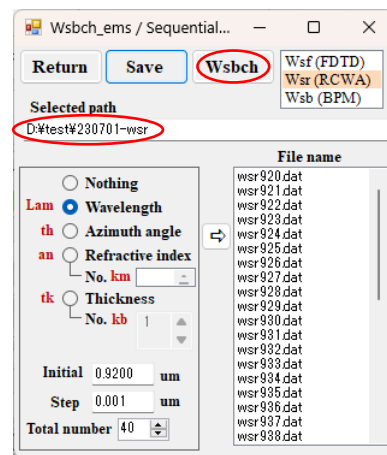 Wsbch_ems / Sequential...
Return
Save
Wsbch
Wsf (FDTD)
Wsr (RCWA)
Wsb (BPM)
Selected path
D:¥test¥230701-wsr
File name
Nothing
Lam Wavelength
th Azimuth angle
an Refractive index
No. km
tk Thickness
No. kb 1
Initial 0.9200 um
Step 0.001 um
Total number 40
wsr920.dat
wsr921.dat
wsr922.dat
wsr923.dat
wsr924.dat
wsr925.dat
wsr926.dat
wsr927.dat
wsr928.dat
wsr929.dat
wsr930.dat
wsr931.dat
wsr932.dat
wsr933.dat
wsr934.dat
wsr935.dat
wsr936.dat
wsr937.dat
wsr938.dat